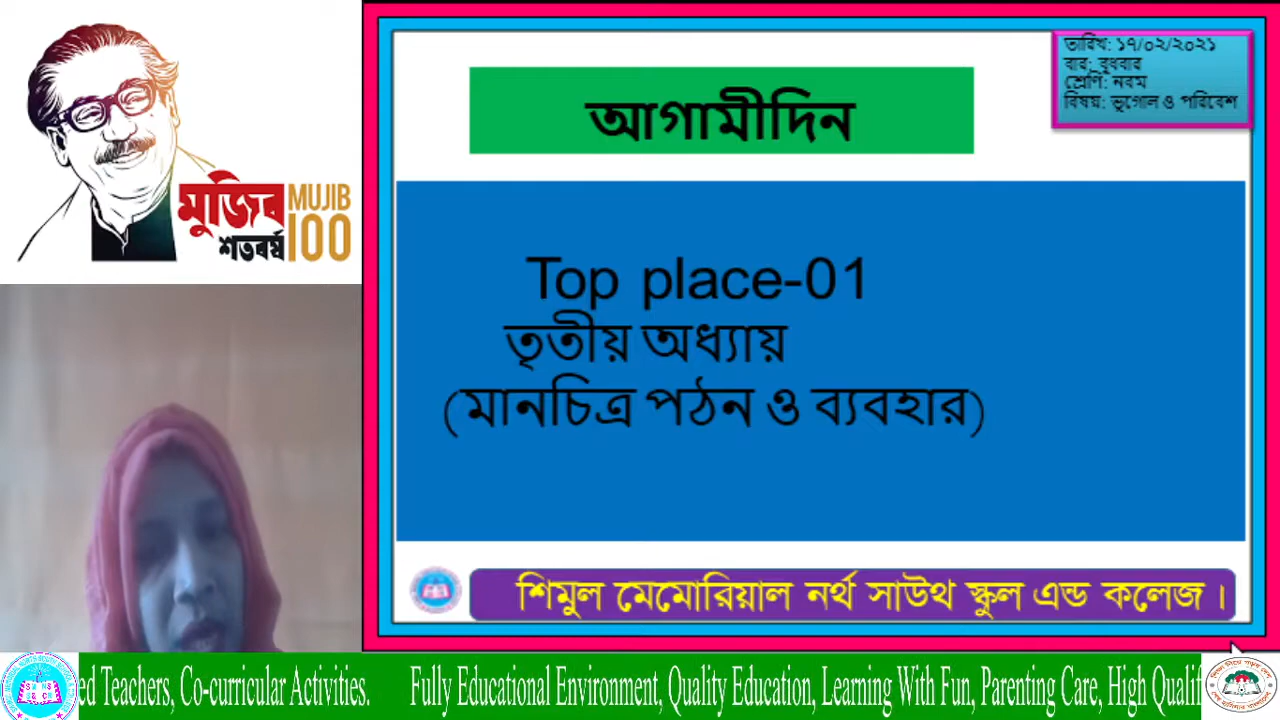 মুজিব
শতবর্ষ
MUJIB
100
তারিখ: ১৭/০২/২০২১
বার: বুধবার
শ্রেণি: নবম
বিষয়: ভূগোল ও পরিবেশ
আগামীদিন
Top place-01
তৃতীয় অধ্যায়
(মানচিত্র পঠন ও ব্যবহার)
শিমুল মেমোরিয়াল নর্থ সাউথ স্কুল এন্ড কলেজ।
ed Teachers, Co-curricular Activities. Fully Educational Environment, Quality Education, Learning With Fun, Parenting Care, High Qualif